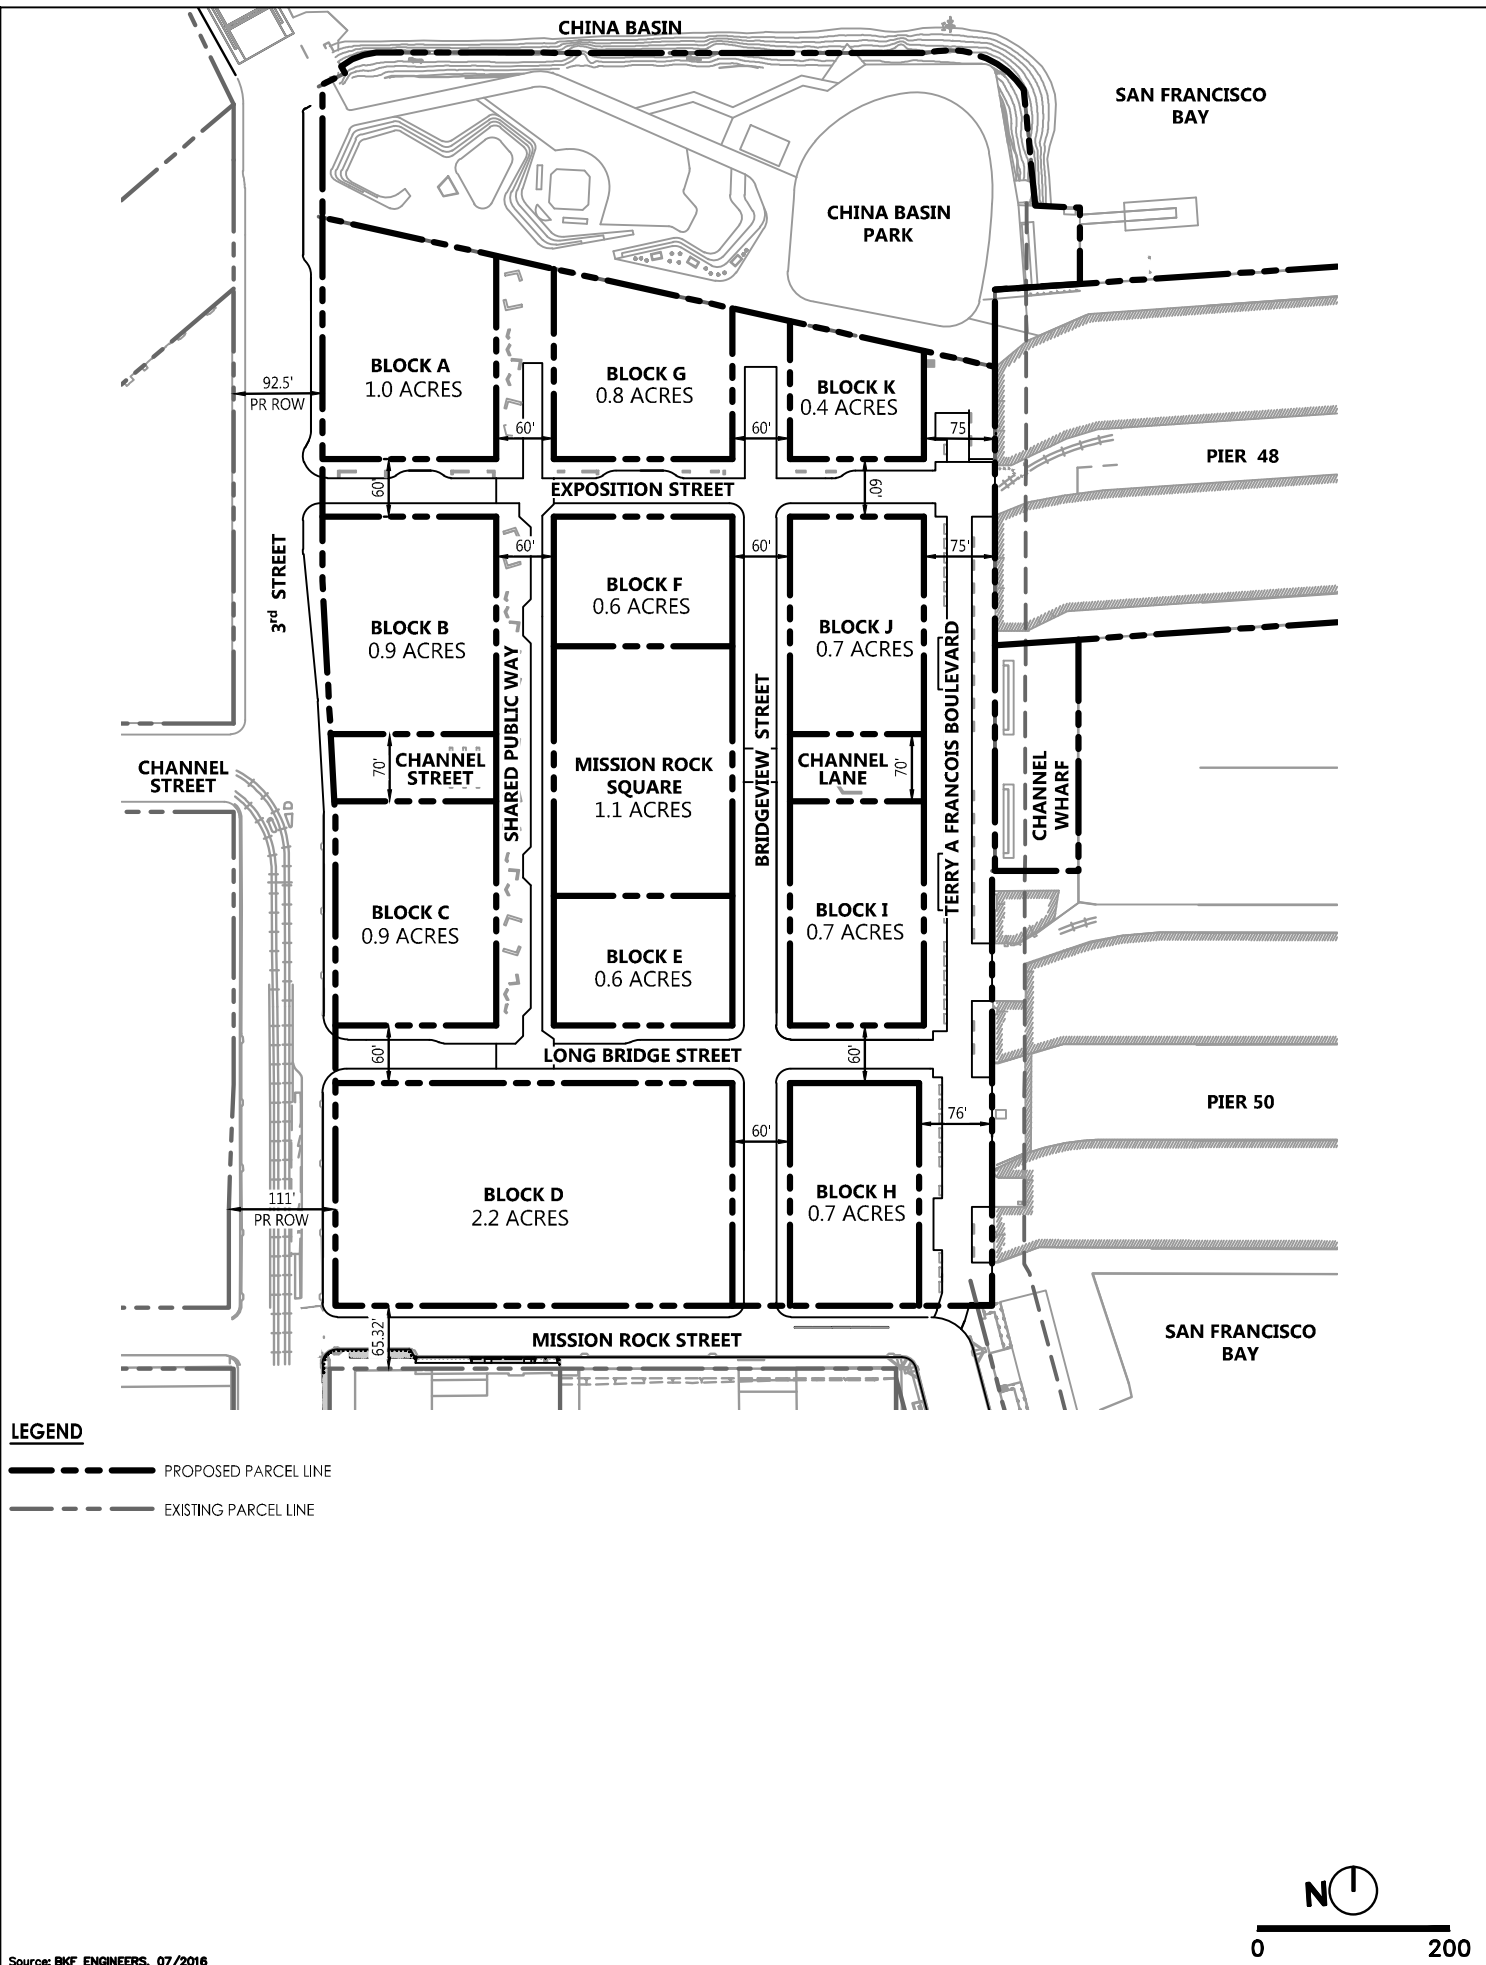 CHINA BASIN
SAN FRANCISCO
BAY
CHINA BASIN
PARK
BLOCK A
1.0 ACRES
BLOCK G
0.8 ACRES
BLOCK K
0.4 ACRES
92.5'
PR ROW
60'
60'
75
PIER 48
60'
EXPOSITION STREET
60'
3rd STREET
60'
60'
75'
BLOCK F
0.6 ACRES
BLOCK B
0.9 ACRES
BLOCK J
0.7 ACRES
SHARED PUBLIC WAY
BRIDGEVIEW STREET
TERRY A FRANCOIS BOULEVARD
CHANNEL
STREET
70'
CHANNEL
STREET
MISSION ROCK
SQUARE
1.1 ACRES
CHANNEL
LANE
70'
CHANNEL
WHARF
BLOCK C
0.9 ACRES
BLOCK I
0.7 ACRES
BLOCK E
0.6 ACRES
60'
LONG BRIDGE STREET
60'
PIER 50
60'
76'
BLOCK D
2.2 ACRES
BLOCK H
0.7 ACRES
111'
PR ROW
65.32'
MISSION ROCK STREET
SAN FRANCISCO
BAY
LEGEND
PROPOSED PARCEL LINE
EXISTING PARCEL LINE
N
0 200
Source: BKF ENGINEERS, 07/2016